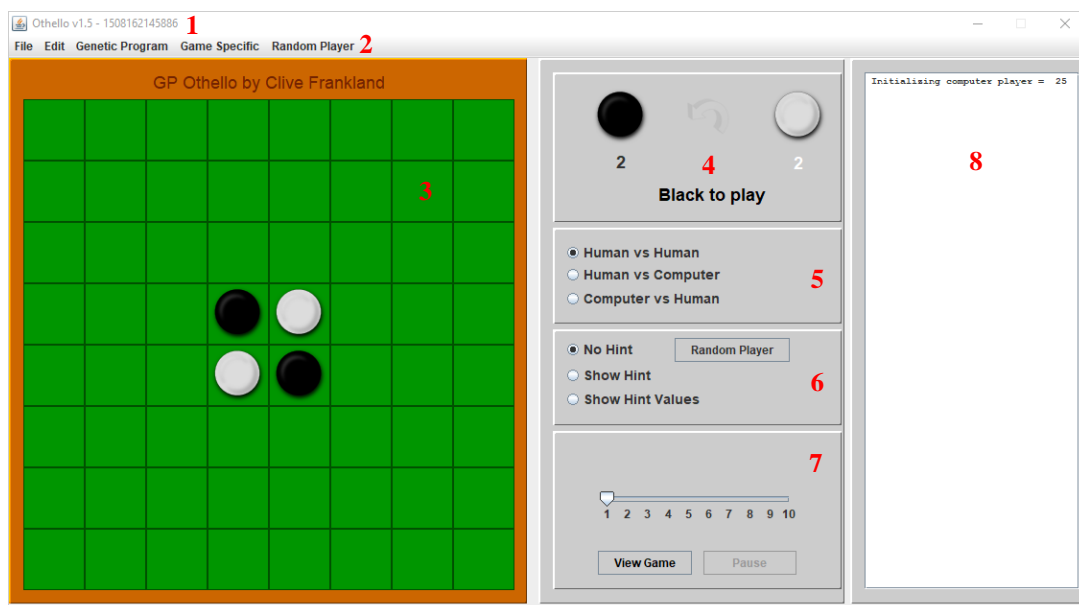 Othello v1.5 - 1508162145886 1
File Edit Genetic Program Game Specific Random Player 2
GP Othello by Clive Frankland
3
2 4 2
Black to play
Human vs Human
Human vs Computer
Computer vs Human
5
No Hint Random Player
Show Hint
Show Hint Values
6
7
1 2 3 4 5 6 7 8 9 10
View Game Pause
Initializing computer player = 25
8